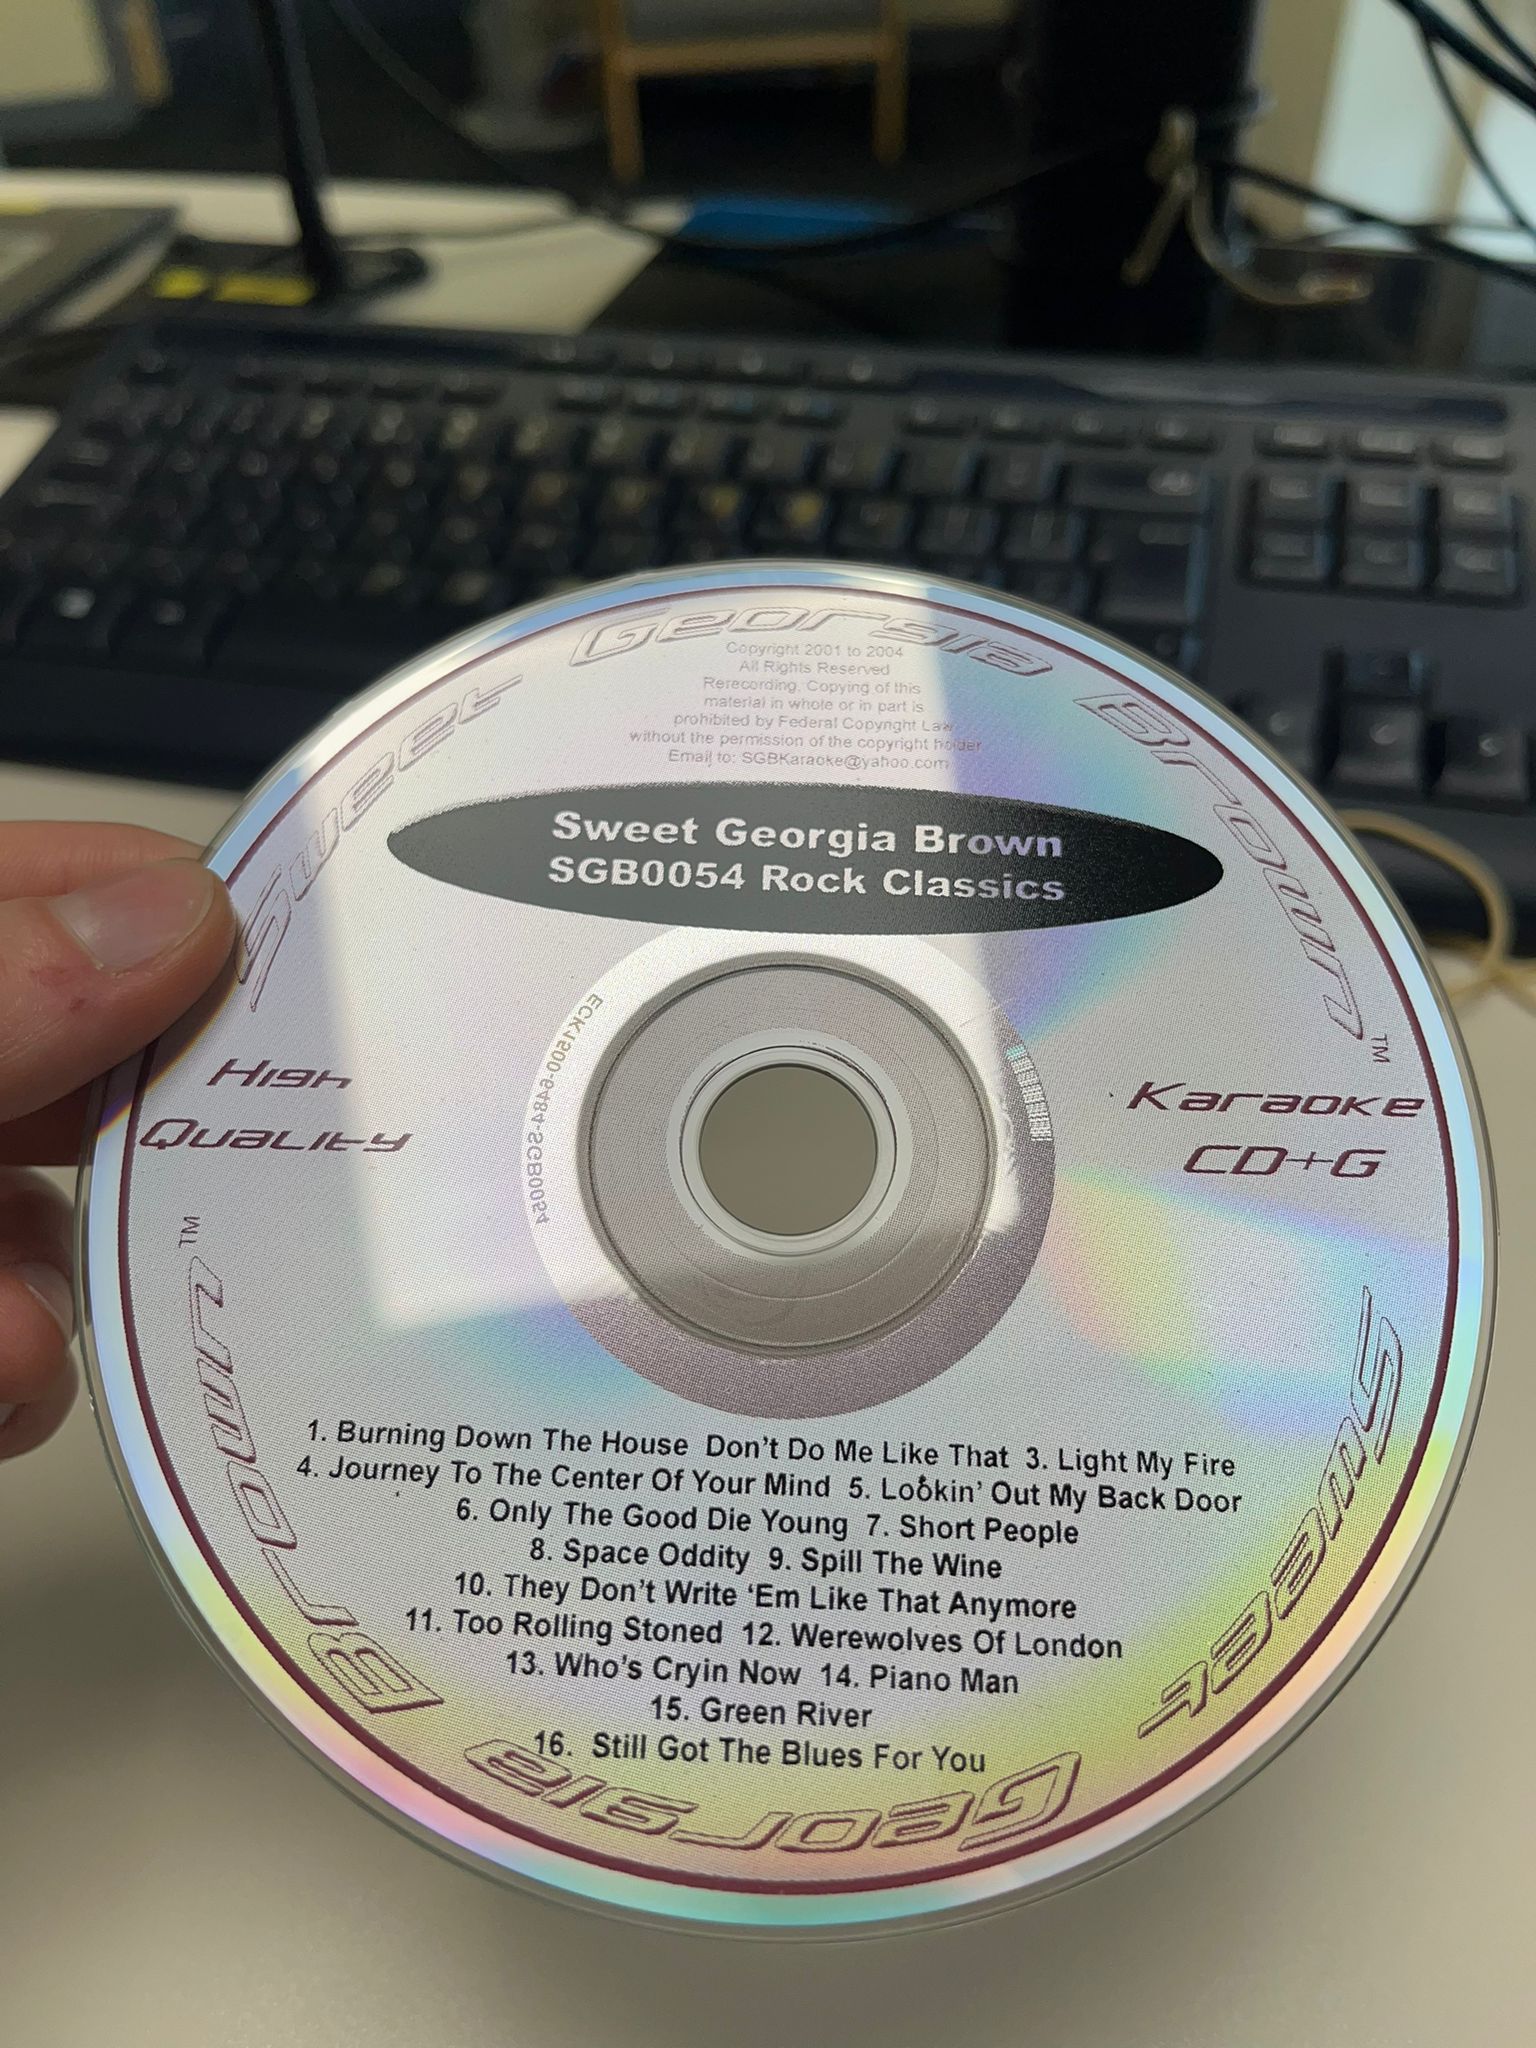 Sweet Georgia Brown ™
Copyright 2001 to 2004
All Rights Reserved
Rerecording, Copying of this
material in whole or in part is
prohibited by Federal Copyright Law
without the permission of the copyright holder
Email to: SGBKaraoke@yahoo.com
Sweet Georgia Brown
SGB0054 Rock Classics
ECK1500-6484-SGB0054
High
Quality
Karaoke
CD+G
1. Burning Down The House  Don't Do Me Like That  3. Light My Fire
4. Journey To The Center Of Your Mind  5. Lookin' Out My Back Door
6. Only The Good Die Young  7. Short People
8. Space Oddity  9. Spill The Wine
10. They Don't Write ‘Em Like That Anymore
11. Too Rolling Stoned  12. Werewolves Of London
13. Who's Cryin Now  14. Piano Man
15. Green River
16.  Still Got The Blues For You
Sweet Georgia Brown ™